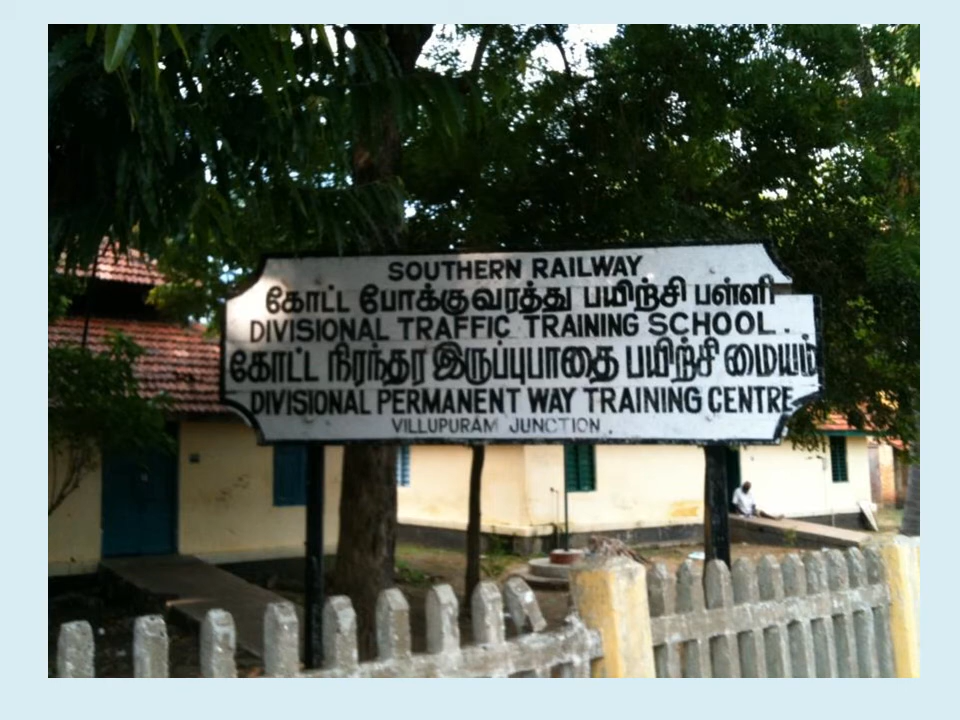 SOUTHERN RAILWAY
கோட்ட போக்குவரத்து பயிற்சி பள்ளி
DIVISIONAL TRAFFIC TRAINING SCHOOL.
கோட்ட நிரந்தர இருப்புபாதை பயிற்சி மையம்
DIVISIONAL PERMANENT WAY TRAINING CENTRE
VILLUPURAM JUNCTION.